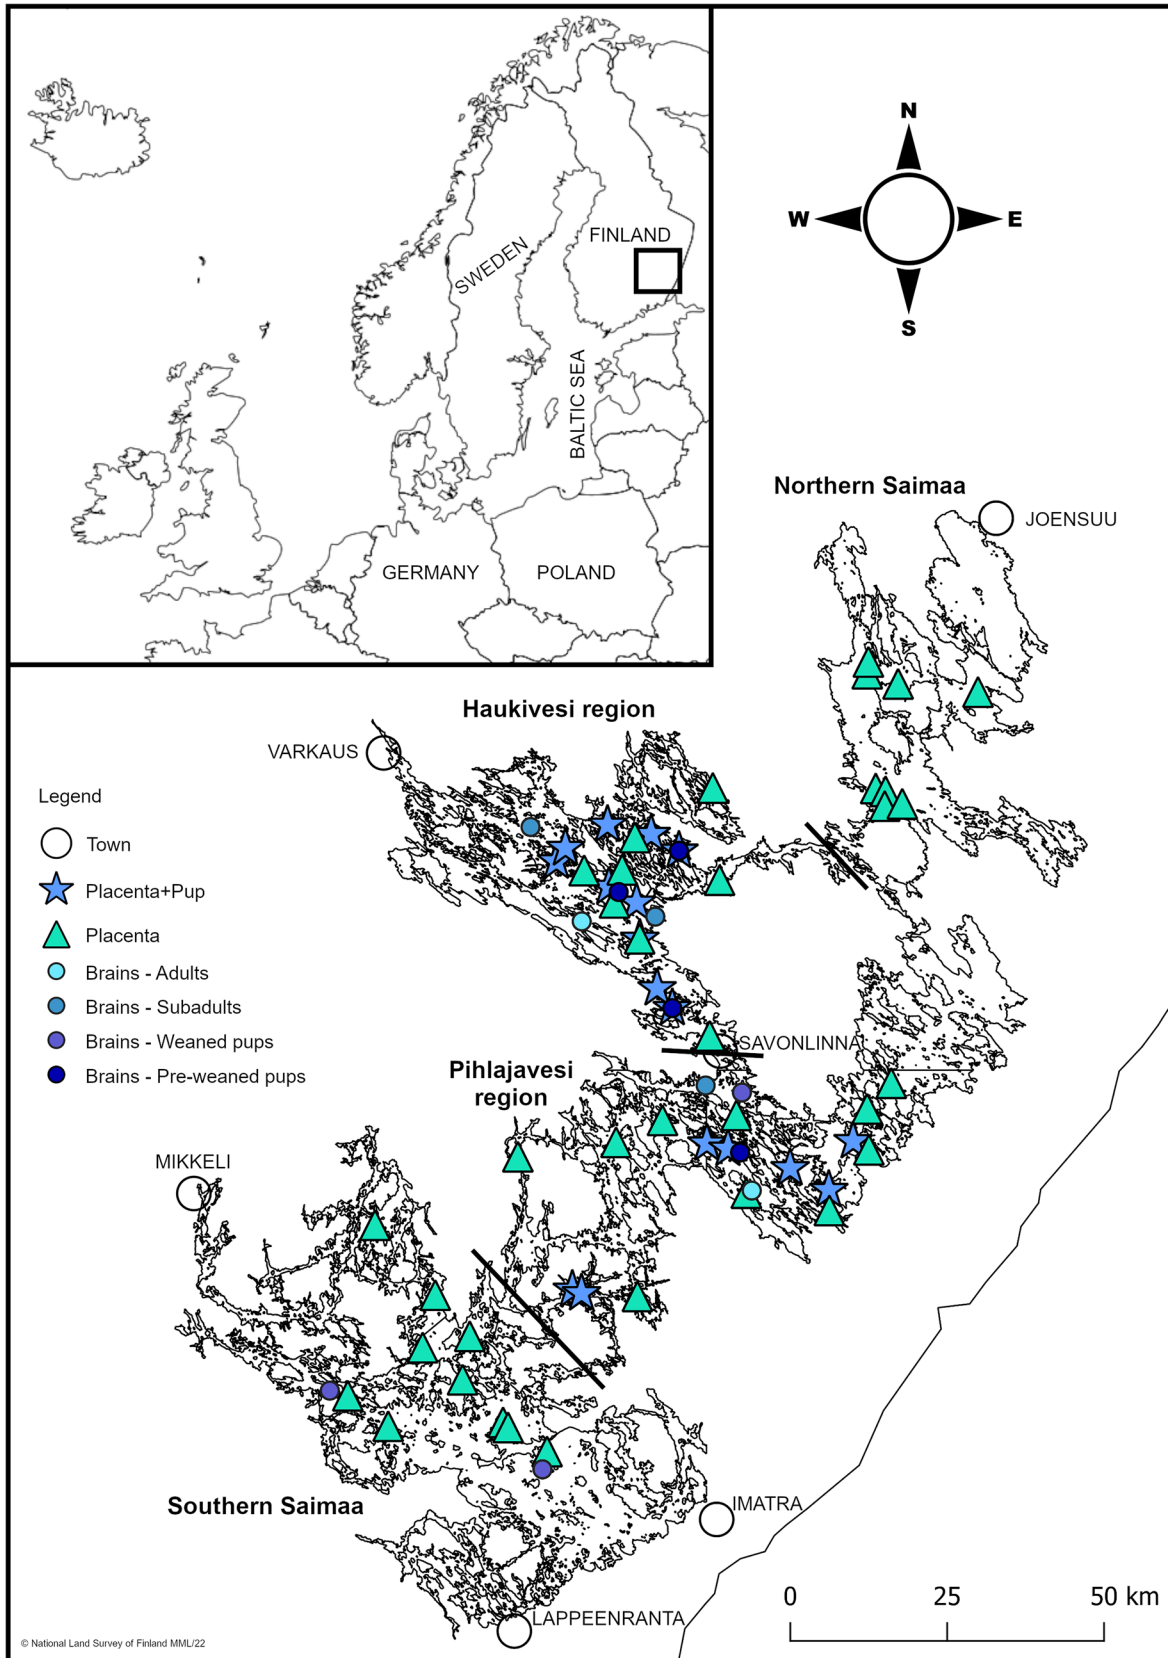 N
W
E
S
FINLAND
SWEDEN
BALTIC SEA
GERMANY
POLAND
Northern Saimaa
JOENSUU
Haukivesi region
VARKAUS
Legend
Town
Placenta+Pup
Placenta
Brains - Adults
Brains - Subadults
Brains - Weaned pups
Brains - Pre-weaned pups
SAVONLINNA
Pihlajavesi
region
MIKKELI
Southern Saimaa
IMATRA
LAPPEENRANTA
0 25 50 km
© National Land Survey of Finland MML/22